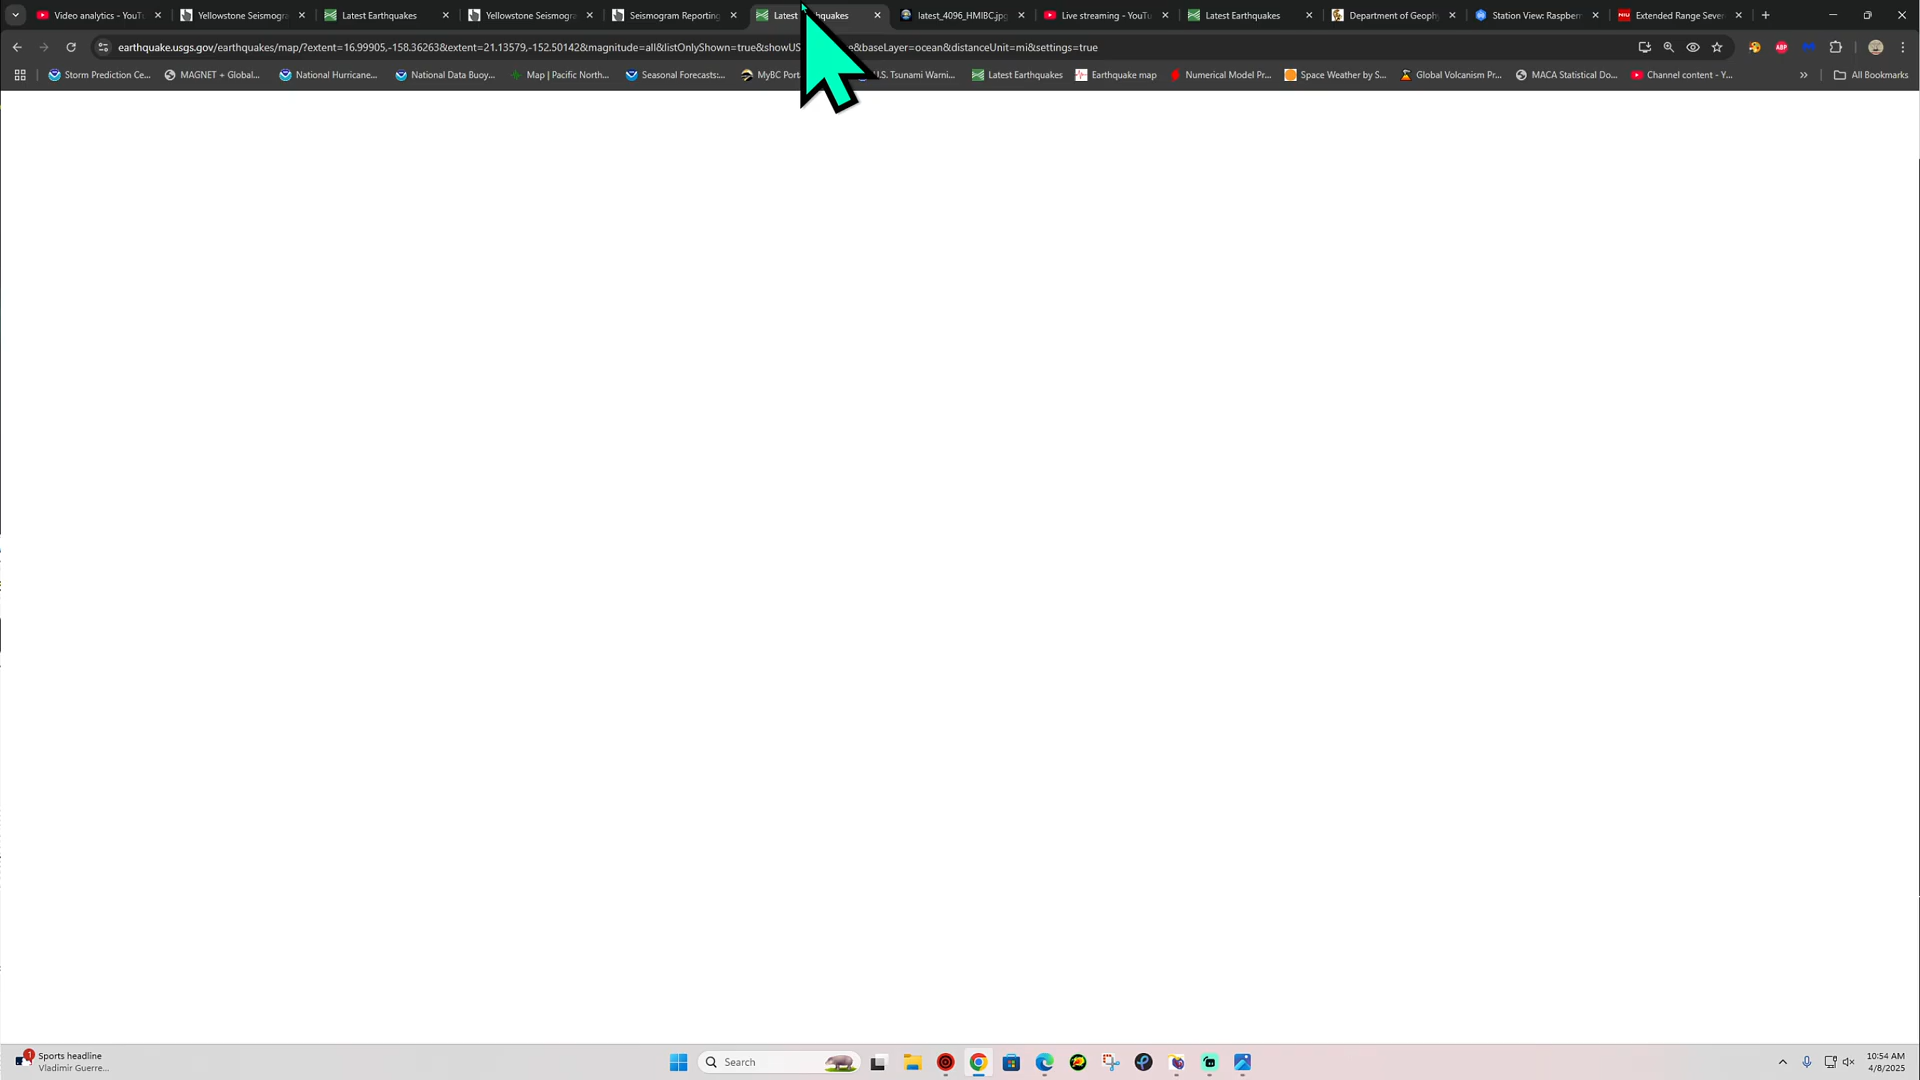 Video analytics - YouTu
Yellowstone Seismogra
Latest Earthquakes
Yellowstone Seismogra
Seismogram Reporting
Latest
hquakes
latest_4096_HMIBC.jpg
Live streaming - YouTu
Latest Earthquakes
Department of Geoph
Station View: Raspberr
Extended Range Sever
earthquake.usgs.gov/earthquakes/map/?extent=16.99905,-158.36263&extent=21.13579,-152.50142&magnitude=all&listOnlyShown=true&showUS
e&baseLayer=ocean&distanceUnit=mi&settings=true
ABP
Storm Prediction Ce...
MAGNET + Global...
National Hurricane...
National Data Buoy...
Map | Pacific North...
Seasonal Forecasts:...
MyBC Port
U.S. Tsunami Warni...
Latest Earthquakes
Earthquake map
Numerical Model Pr...
Space Weather by S...
Global Volcanism Pr...
MACA Statistical Do...
Channel content - Y...
All Bookmarks
1
Sports headline
Vladimir Guerre...
Search
10:54 AM
4/8/2025